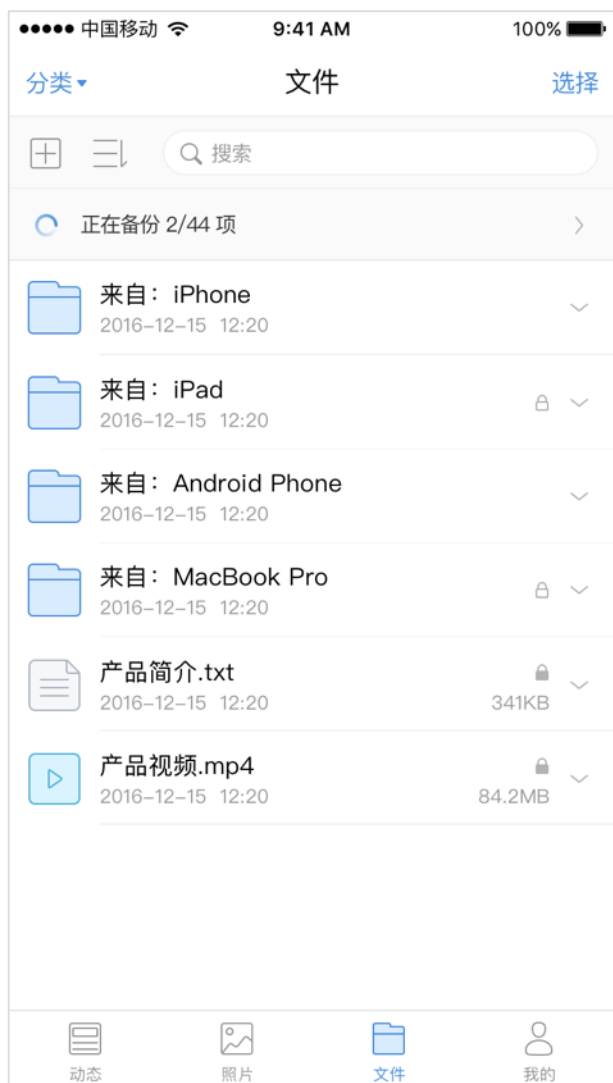 中国移动 9:41 AM 100%
分类 文件 选择
搜索
正在备份 2/44 项
来自：iPhone
2016-12-15 12:20
来自：iPad
2016-12-15 12:20
来自：Android Phone
2016-12-15 12:20
来自：MacBook Pro
2016-12-15 12:20
产品简介.txt
2016-12-15 12:20 341KB
产品视频.mp4
2016-12-15 12:20 84.2MB
动态 照片 文件 我的